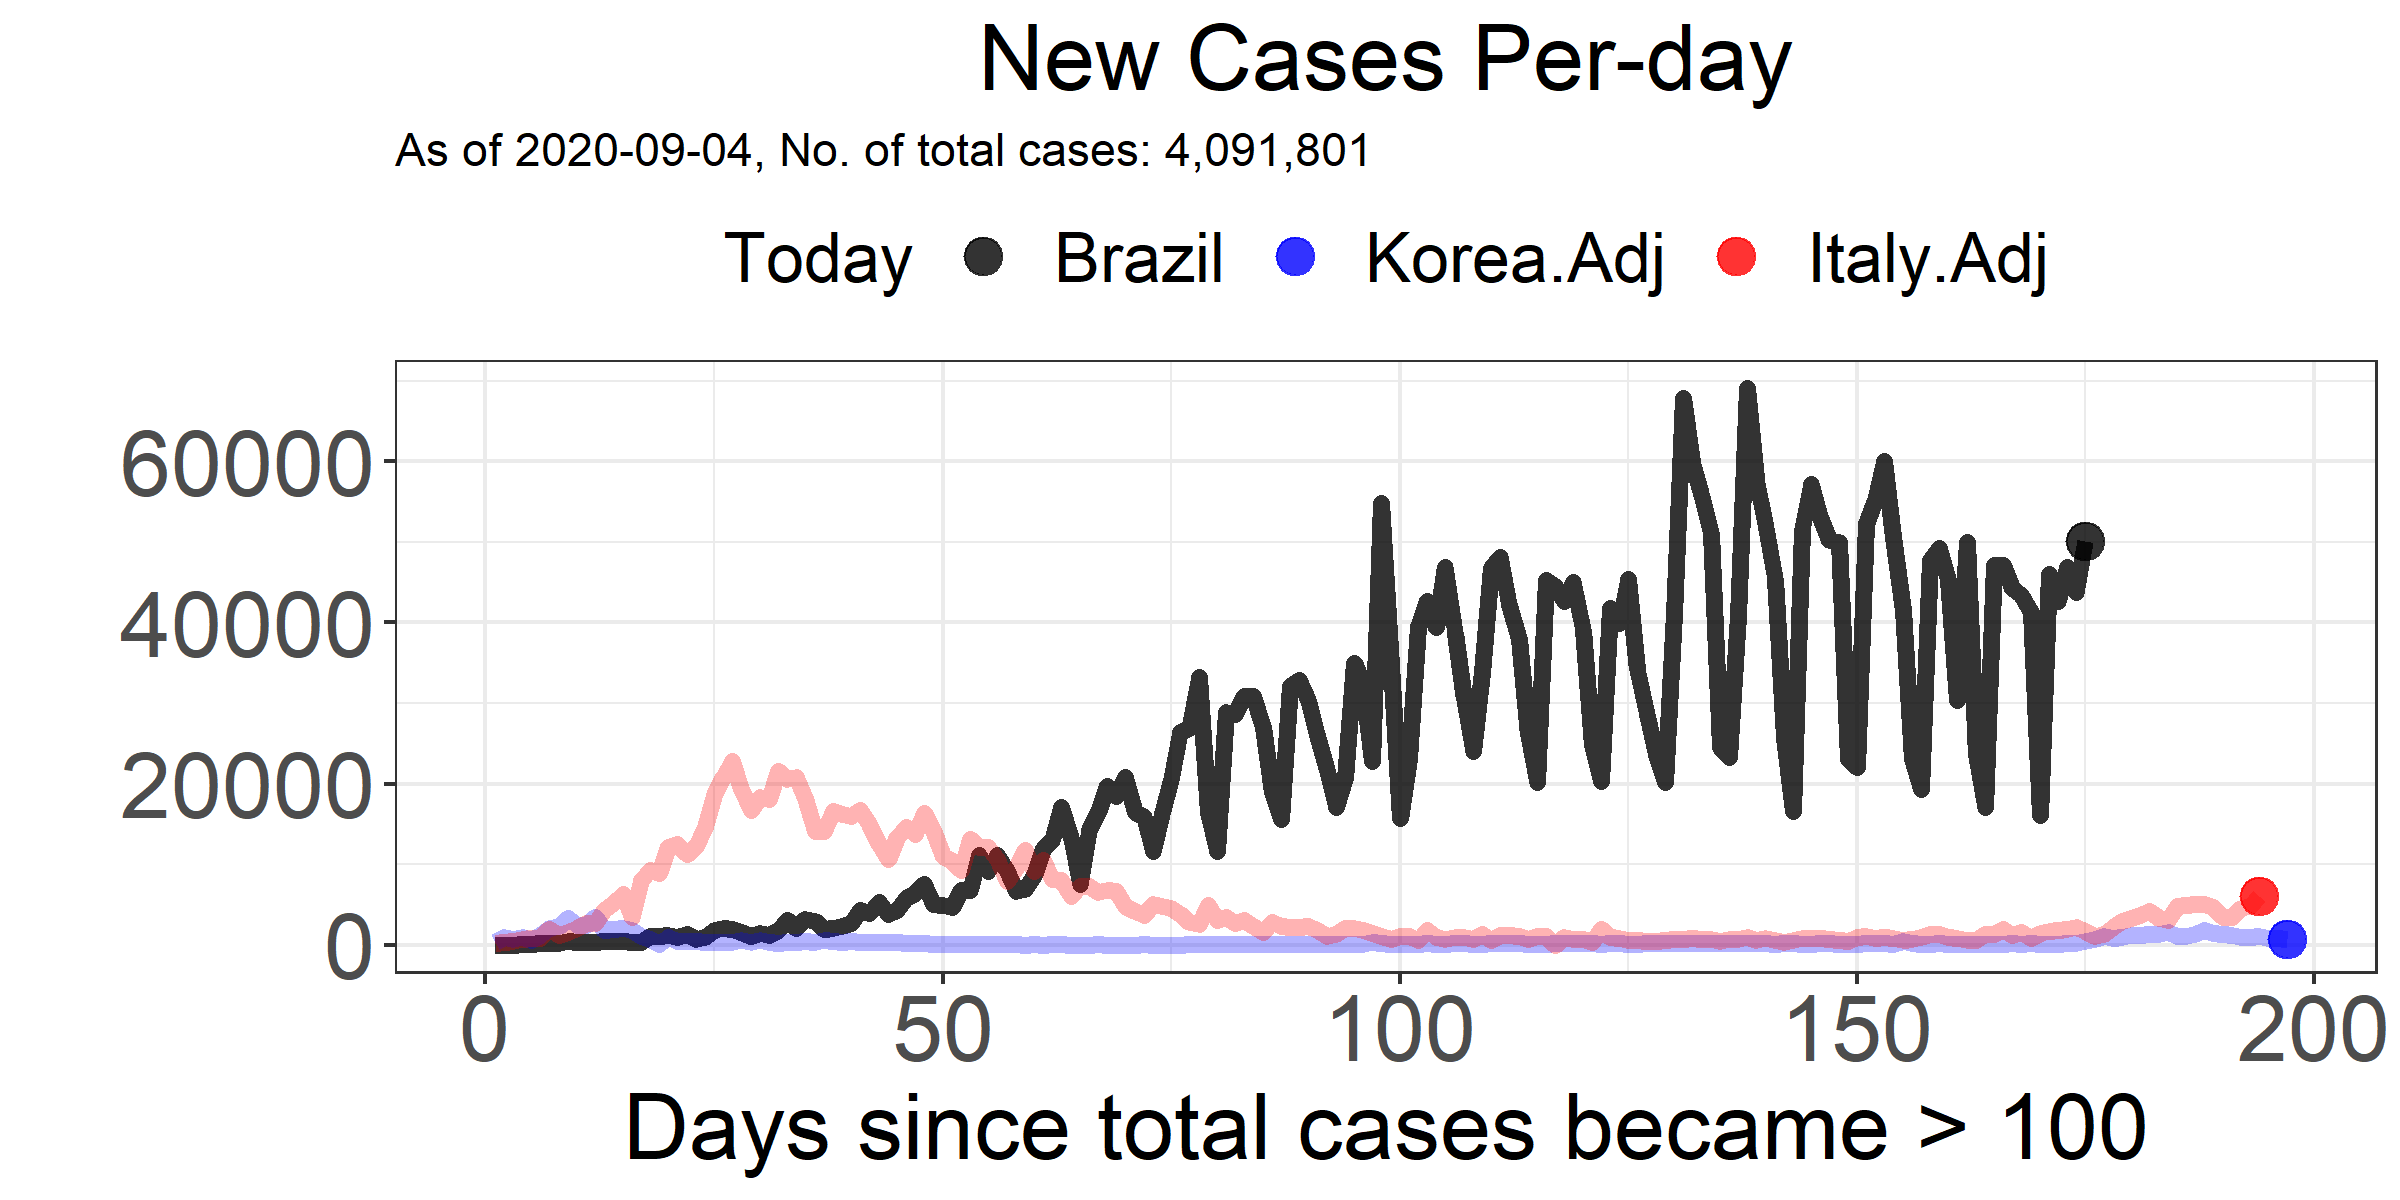 New Cases Per-day
As of 2020-09-04, No. of total cases: 4,091,801
Today Brazil Korea.Adj Italy.Adj
60000
40000
20000
0
0 50 100 150 200
Days since total cases became > 100